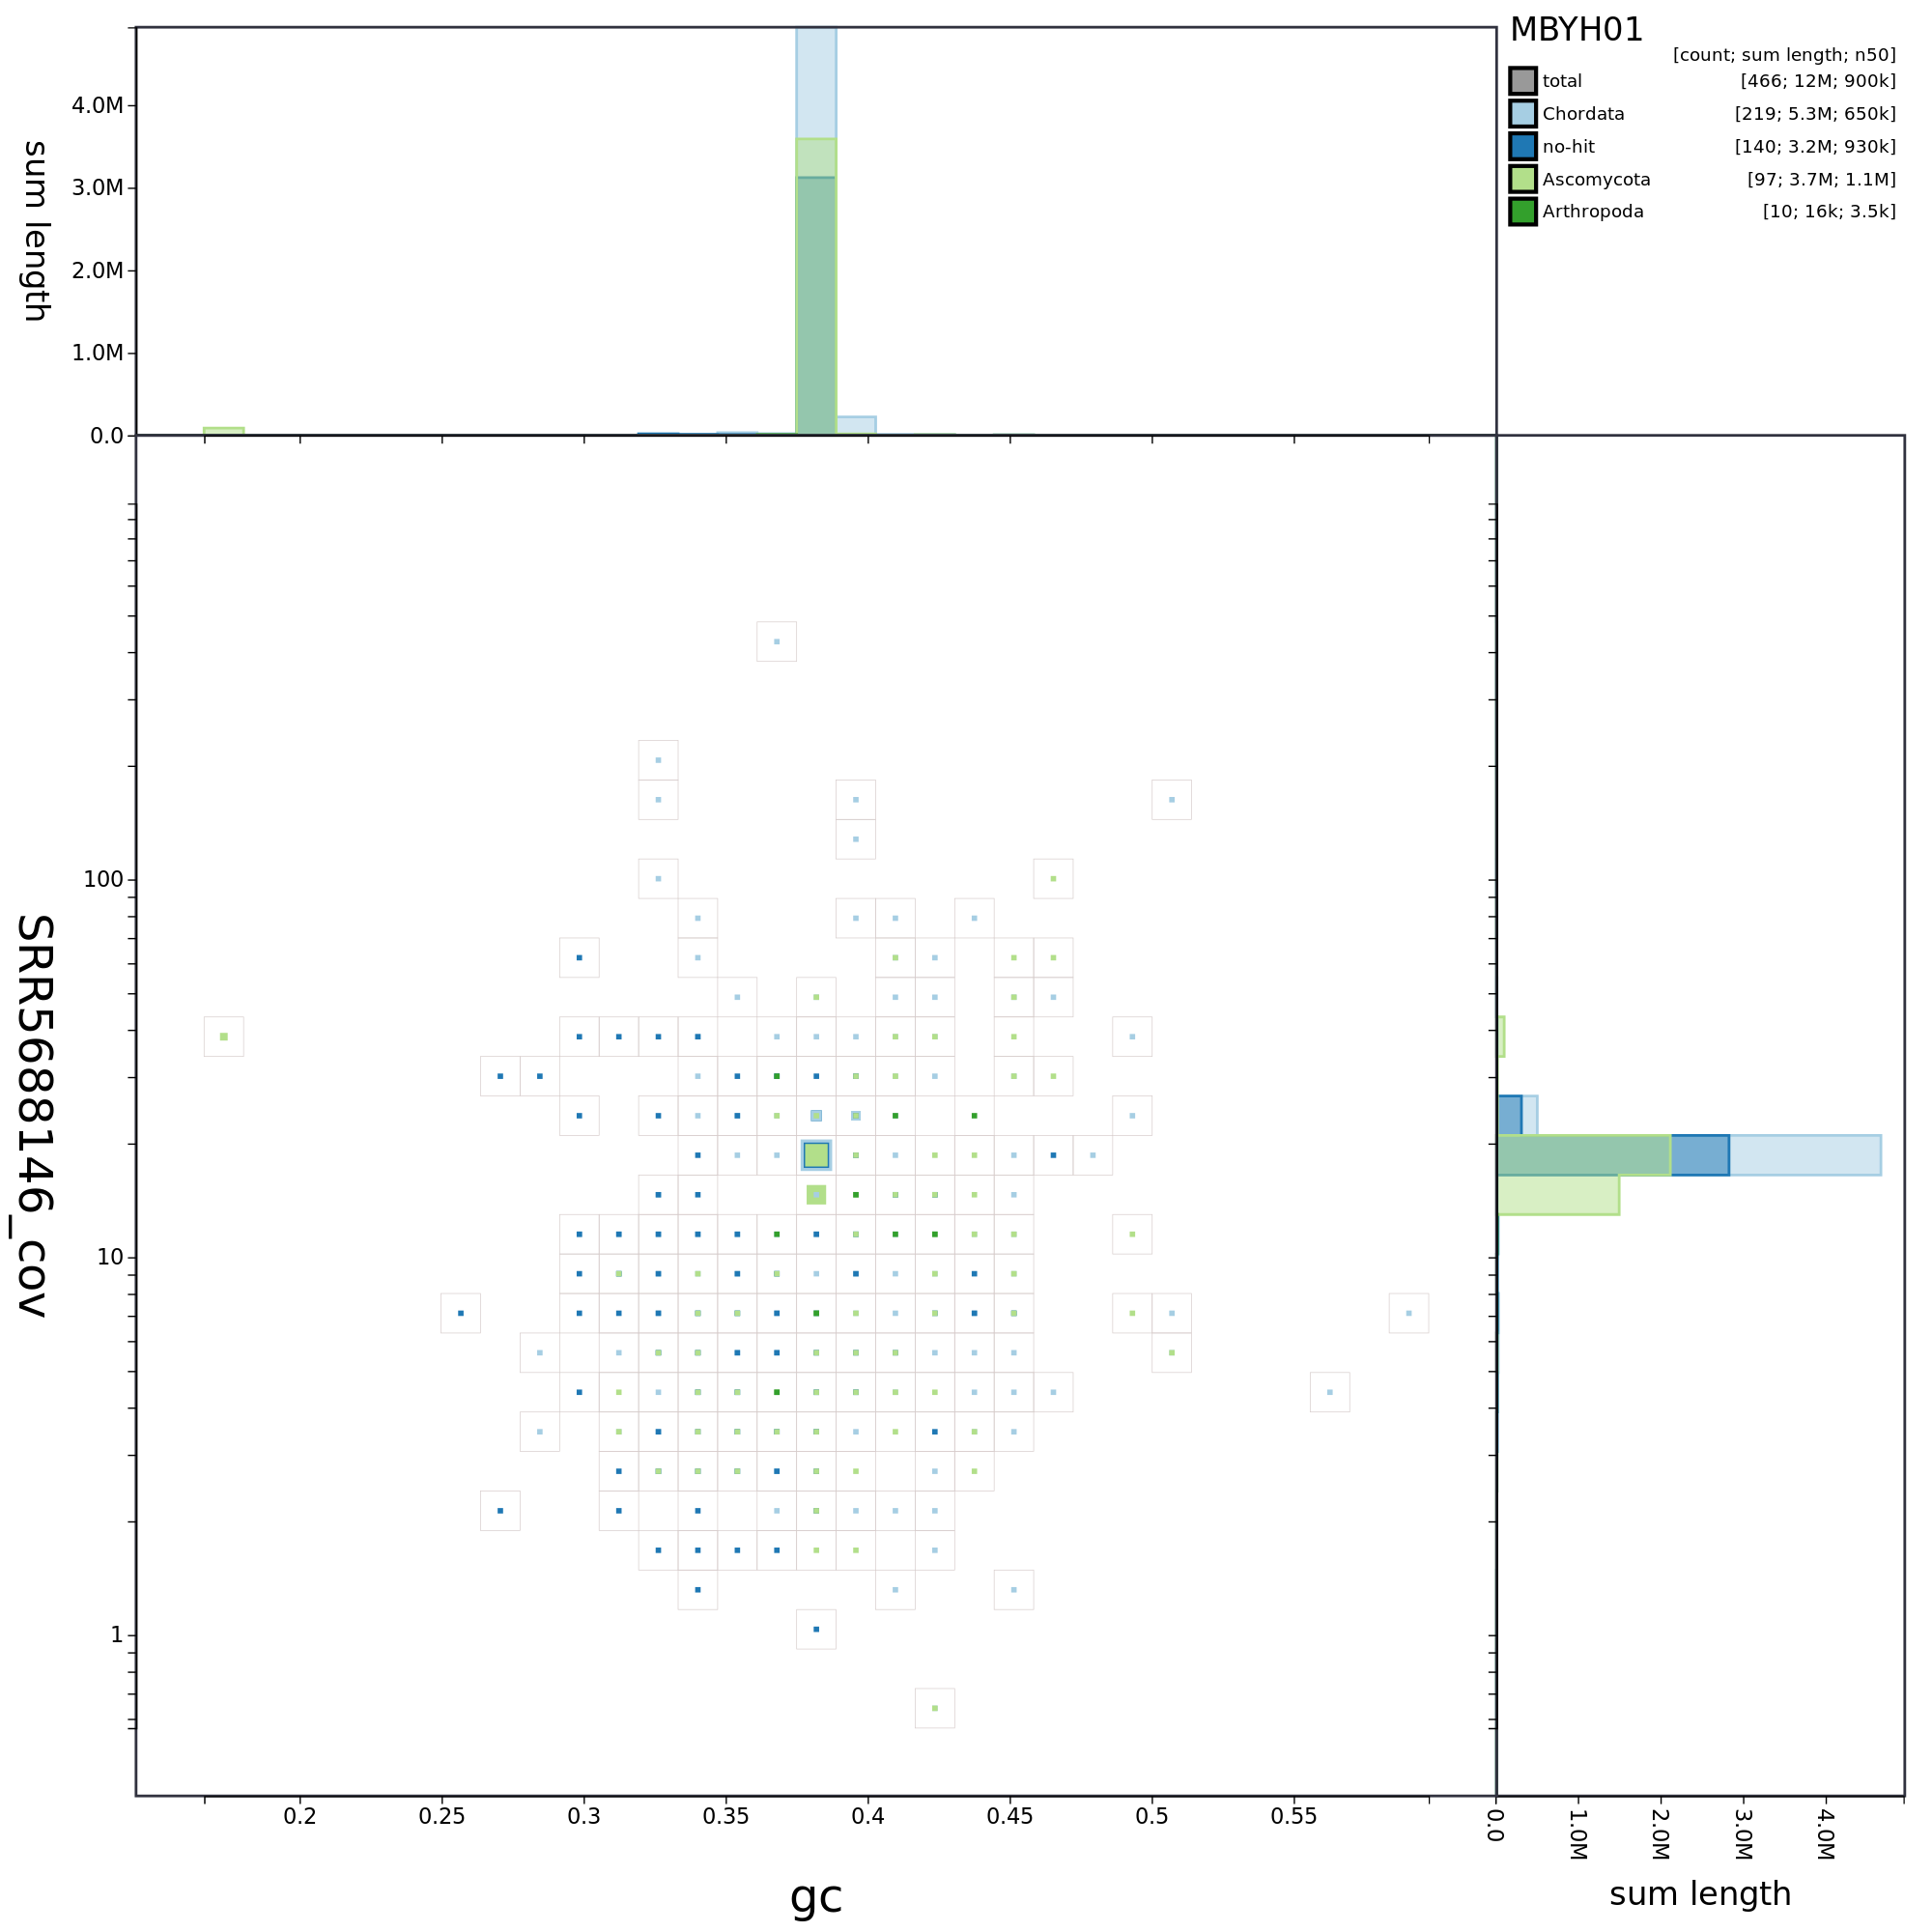 MBYH01
[count; sum length; n50]
total [466; 12M; 900k]
Chordata [219; 5.3M; 650k]
no-hit [140; 3.2M; 930k]
Ascomycota [97; 3.7M; 1.1M]
Arthropoda [10; 16k; 3.5k]
sum length
4.0M
3.0M
2.0M
1.0M
0.0
SRR5688146_cov
100
10
1
0.2 0.25 0.3 0.35 0.4 0.45 0.5 0.55
gc
0.0 1.0M 2.0M 3.0M 4.0M
sum length